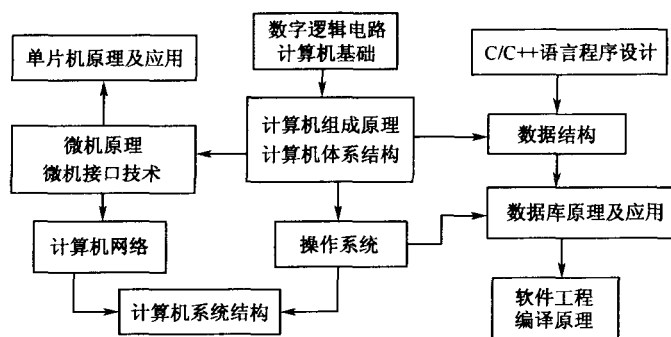 数字逻辑电路
计算机基础
单片机原理及应用
C/C++语言程序设计
计算机组成原理
计算机体系结构
微机原理
微机接口技术
数据结构
数据库原理及应用
计算机网络
操作系统
计算机系统结构
软件工程
编译原理